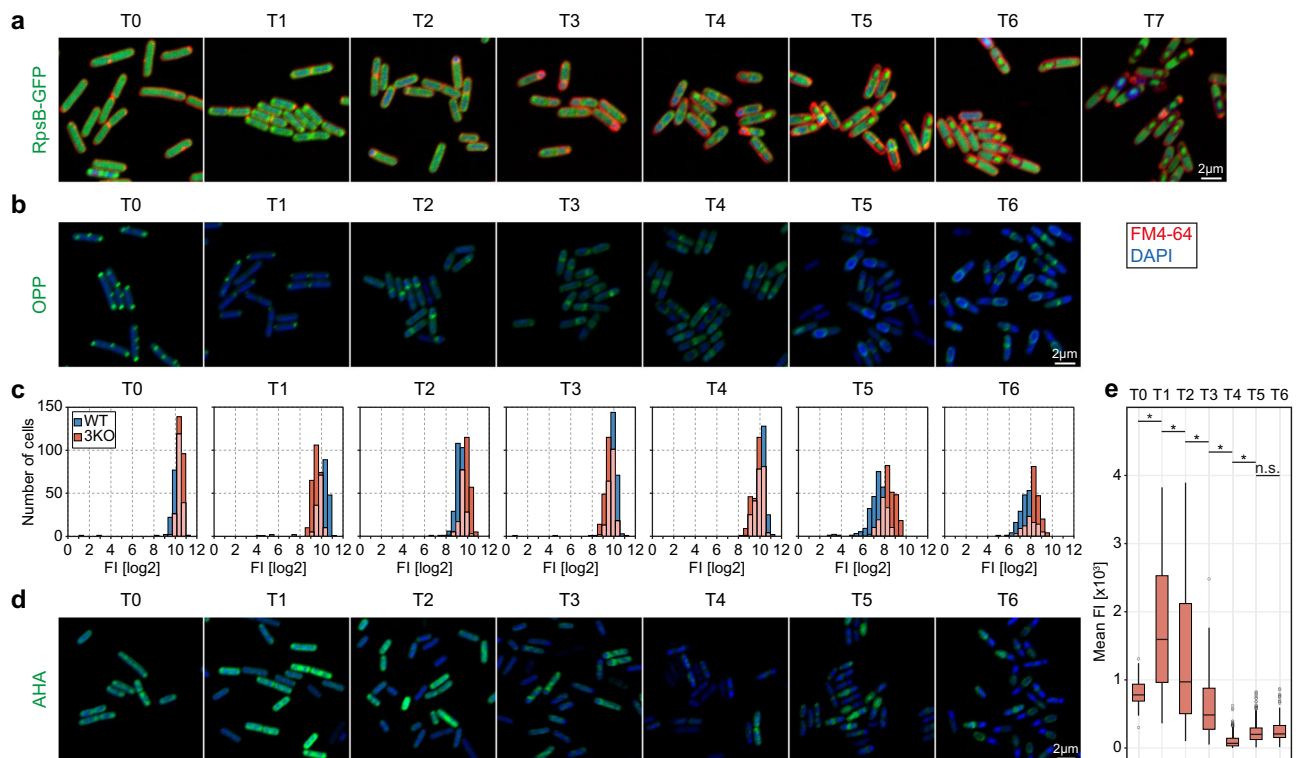 a
T0 T1 T2 T3 T4 T5 T6 T7
RpsB-GFP
2µm
b
T0 T1 T2 T3 T4 T5 T6
OPP
2µm
FM4-64
DAPI
c
T0 T1 T2 T3 T4 T5 T6
WT
3KO
Number of cells
150
100
50
0
0 2 4 6 8 10 12 0 2 4 6 8 10 12 0 2 4 6 8 10 12 0 2 4 6 8 10 12 0 2 4 6 8 10 12 0 2 4 6 8 10 12 0 2 4 6 8 10 12
FI [log2] FI [log2] FI [log2] FI [log2] FI [log2] FI [log2] FI [log2]
d
T0 T1 T2 T3 T4 T5 T6
AHA
2µm
e
T0 T1 T2 T3 T4 T5 T6
* * * * * n.s.
Mean FI [x10³]
4
3
2
1
0